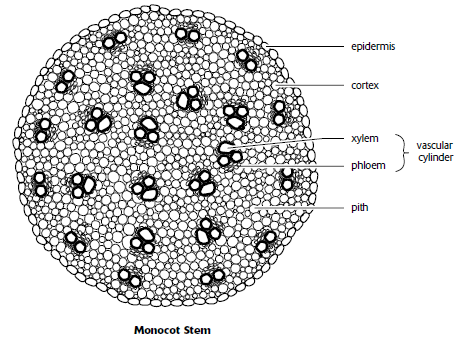 epidermis
cortex
xylem
phloem
vascular
cylinder
pith
Monocot Stem